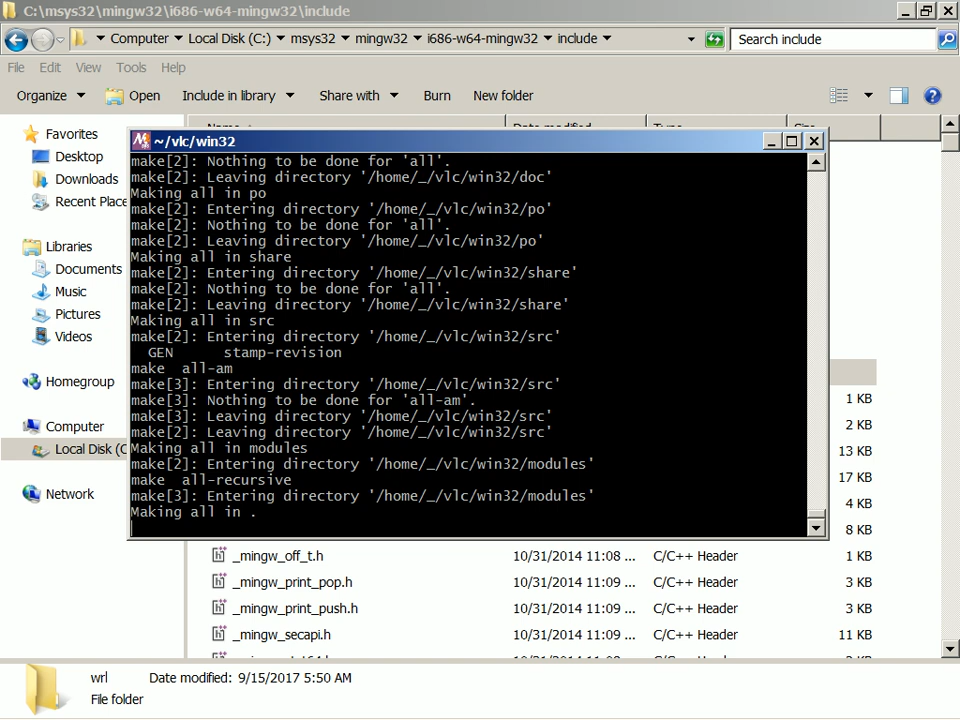 C:\msys32\mingw32\i686-w64-mingw32\include
Computer Local Disk (C:) msys32 mingw32 i686-w64-mingw32 include
Search include
File Edit View Tools Help
Organize Open Include in library Share with Burn New folder
Favorites
Desktop
Downloads
Recent Place
Libraries
Documents
Music
Pictures
Videos
Homegroup
Computer
Local Disk (C
Network
~/vlc/win32
make[2]: Nothing to be done for 'all'.
make[2]: Leaving directory '/home/_/vlc/win32/doc'
Making all in po
make[2]: Entering directory '/home/_/vlc/win32/po'
make[2]: Nothing to be done for 'all'.
make[2]: Leaving directory '/home/_/vlc/win32/po'
Making all in share
make[2]: Entering directory '/home/_/vlc/win32/share'
make[2]: Nothing to be done for 'all'.
make[2]: Leaving directory '/home/_/vlc/win32/share'
Making all in src
make[2]: Entering directory '/home/_/vlc/win32/src'
GEN stamp-revision
make all-am
make[3]: Entering directory '/home/_/vlc/win32/src'
make[3]: Nothing to be done for 'all-am'.
make[3]: Leaving directory '/home/_/vlc/win32/src'
make[2]: Leaving directory '/home/_/vlc/win32/src'
Making all in modules
make[2]: Entering directory '/home/_/vlc/win32/modules'
make all-recursive
make[3]: Entering directory '/home/_/vlc/win32/modules'
Making all in .
1 KB
2 KB
13 KB
17 KB
4 KB
8 KB
_mingw_off_t.h 10/31/2014 11:08 ... C/C++ Header 1 KB
_mingw_print_pop.h 10/31/2014 11:09 ... C/C++ Header 3 KB
_mingw_print_push.h 10/31/2014 11:09 ... C/C++ Header 3 KB
_mingw_secapi.h 10/31/2014 11:09 ... C/C++ Header 11 KB
wrl Date modified: 9/15/2017 5:50 AM
File folder